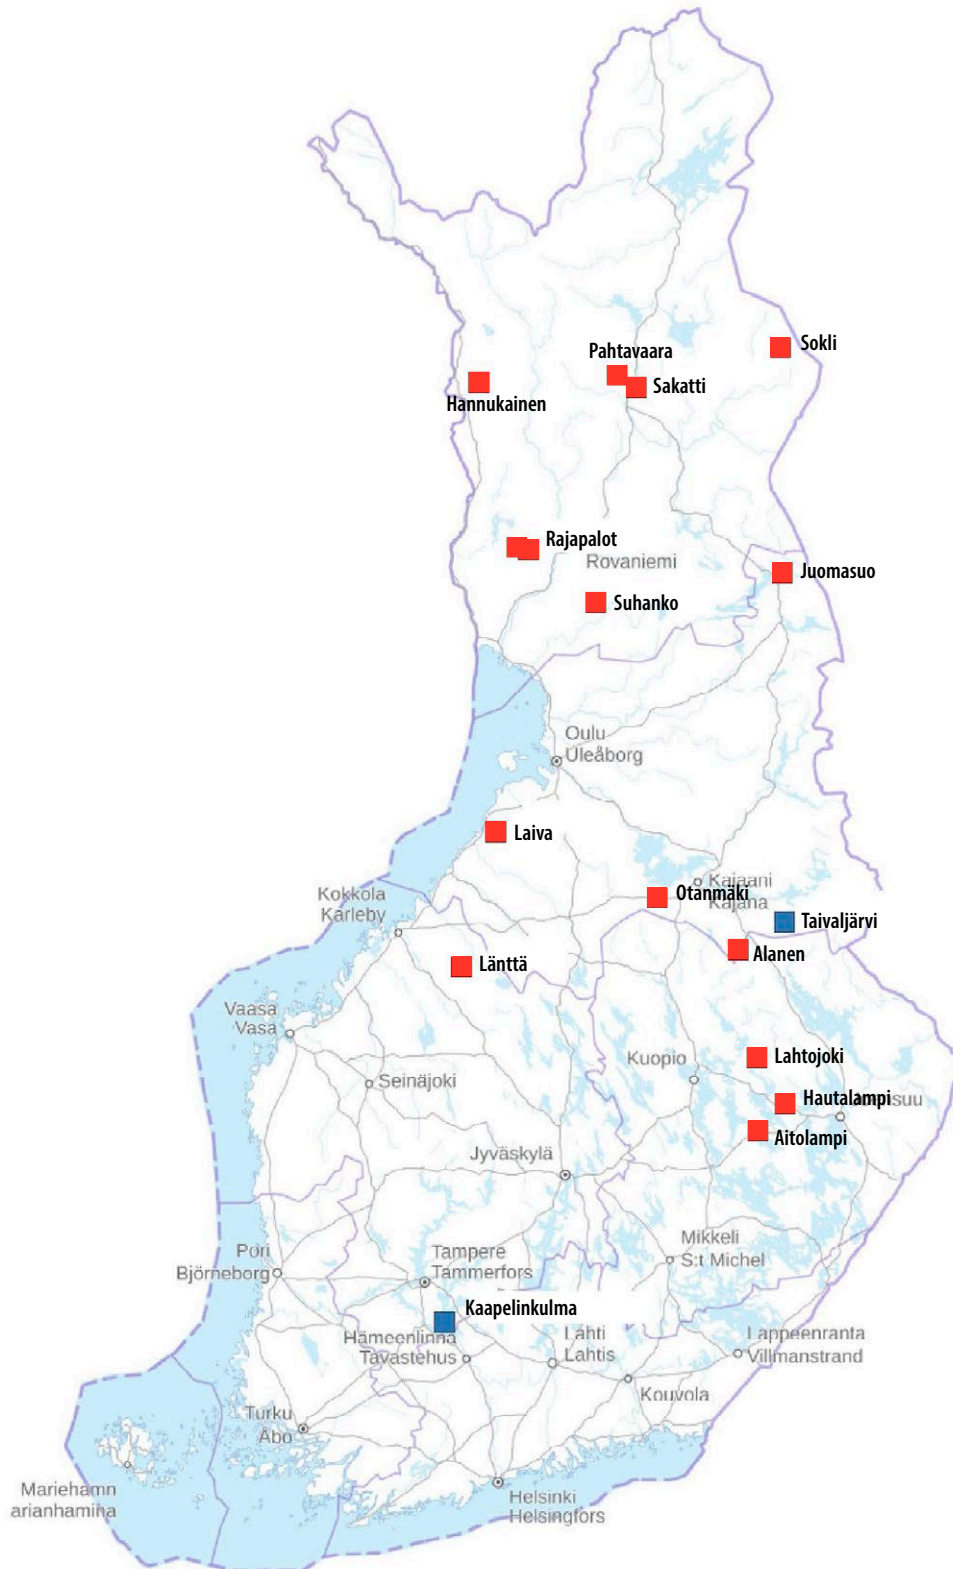 Sokli
Pahtavaara
Sakatti
Hannukainen
Rajapalot
Rovaniemi
Juomasuo
Suhanko
Oulu
Uleåborg
Laiva
Kajaani
Otanmäki
Kajana
Kokkola
Karleby
Taivaljärvi
Alanen
Länttä
Vaasa
Vasa
Kuopio
Lahtojoki
Seinäjoki
Hautalampi
Aitolampi
Jyväskylä
Mikkeli
S:t Michel
Pori
Björneborg
Tampere
Tammerfors
Kaapelinkulma
Hämeenlinna
Tavastehus
Lahti
Lahtis
Lappeenranta
Villmanstrand
Kouvola
Turku
Åbo
Mariehamn
arianhamina
Helsinki
Helsingfors